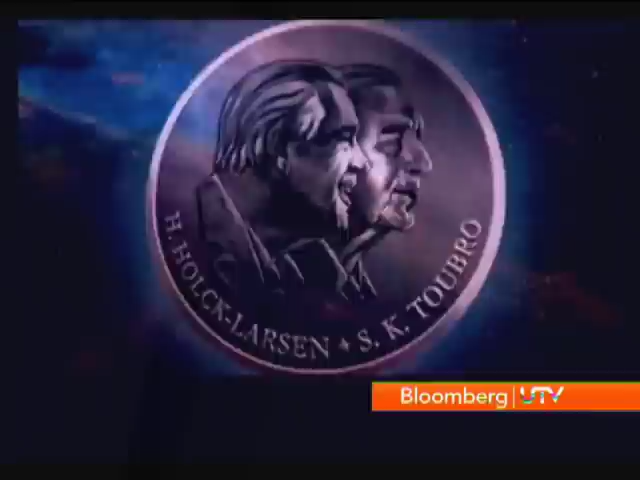 H. HOLCK-LARSEN • S. K. TOUBRO
Bloomberg | UTV